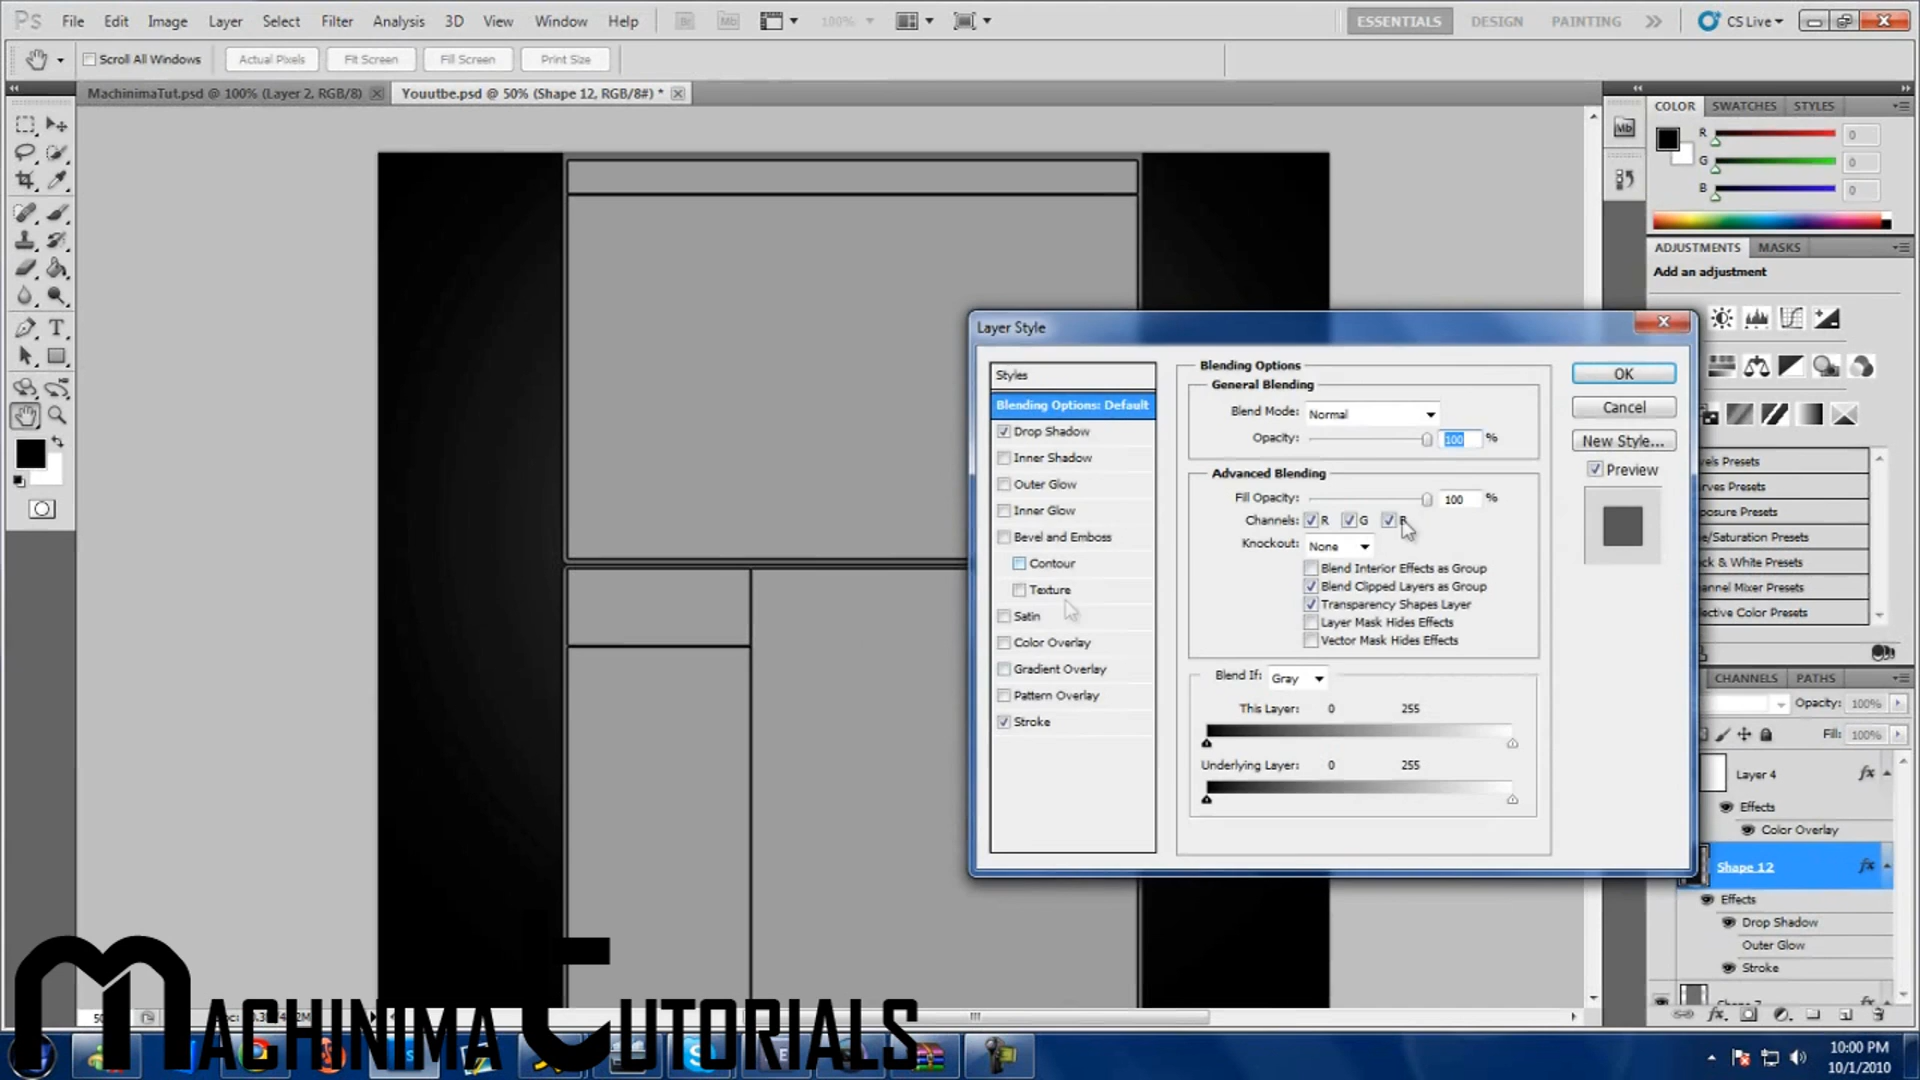 Ps File Edit Image Layer Select Filter Analysis 3D View Window Help Br Mb 100% ESSENTIALS DESIGN PAINTING CS Live
Scroll All Windows Actual Pixels Fit Screen Fill Screen Print Size
MachinimaTut.psd @ 100% (Layer 2, RGB/8) Youutbe.psd @ 50% (Shape 12, RGB/8#) *
COLOR SWATCHES STYLES
Mb
R 0
G 0
B 0
ADJUSTMENTS MASKS
Add an adjustment
Layer Style
Styles
Blending Options: Default
Drop Shadow
Inner Shadow
Outer Glow
Inner Glow
Bevel and Emboss
Contour
Texture
Satin
Color Overlay
Gradient Overlay
Pattern Overlay
Stroke
Blending Options
General Blending
Blend Mode: Normal
Opacity: 100 %
Advanced Blending
Fill Opacity: 100 %
Channels: R G B
Knockout: None
Blend Interior Effects as Group
Blend Clipped Layers as Group
Transparency Shapes Layer
Layer Mask Hides Effects
Vector Mask Hides Effects
Blend If: Gray
This Layer: 0 255
Underlying Layer: 0 255
OK
Cancel
New Style...
Preview
vels Presets
rves Presets
posure Presets
e/Saturation Presets
ck & White Presets
annel Mixer Presets
lective Color Presets
CHANNELS PATHS
Opacity: 100%
Fill: 100%
Layer 4 fx
Effects
Color Overlay
Shape 12 fx
Effects
Drop Shadow
Outer Glow
Stroke
MACHINIMA TUTORIALS
10:00 PM
10/1/2010